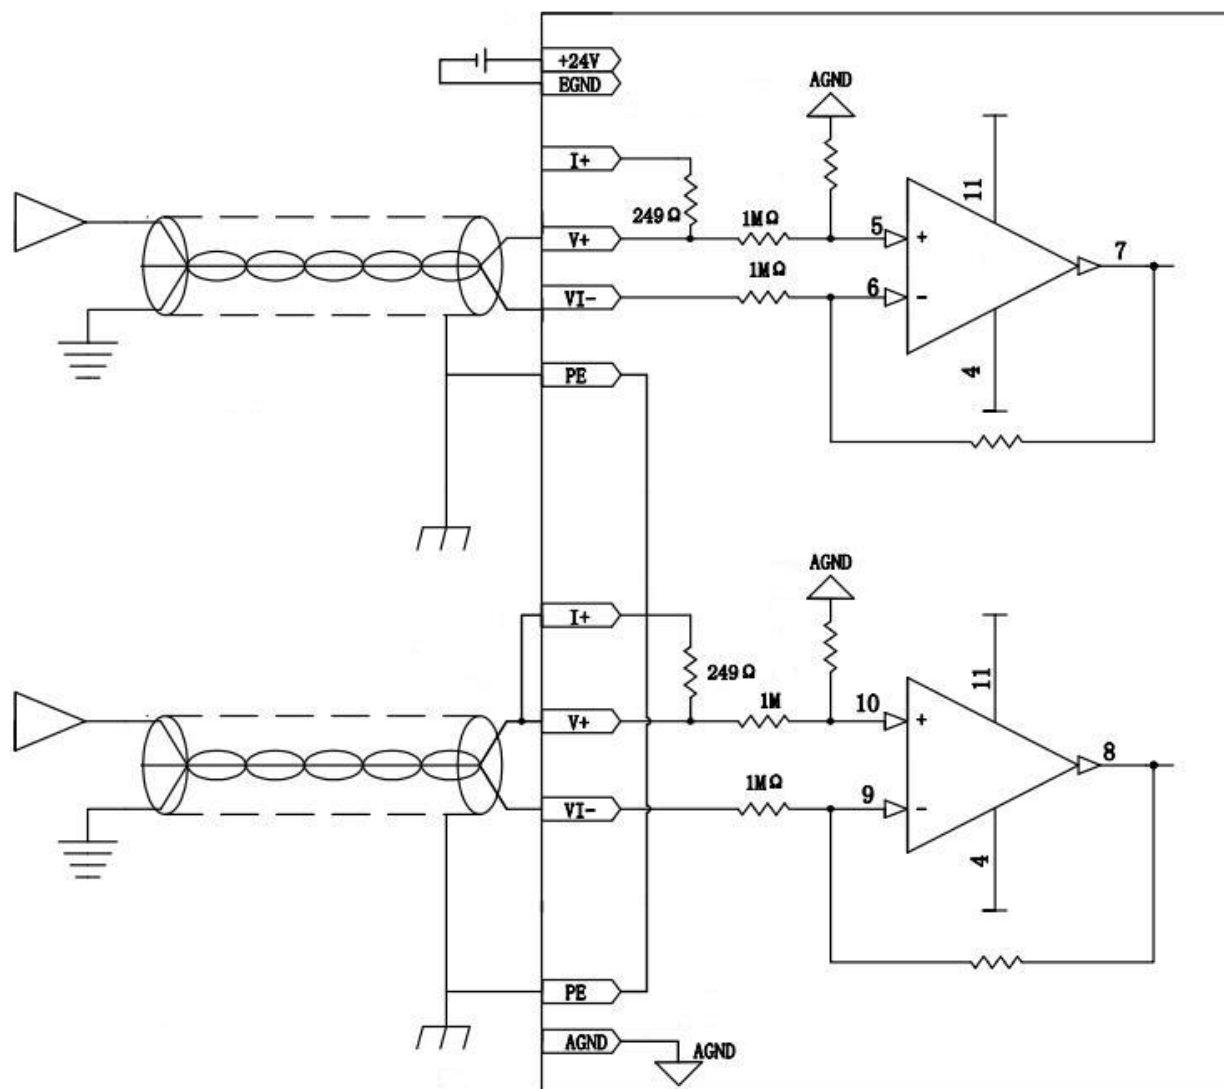 +24V
EGND
AGND
I+
11
249Ω
1MΩ
V+
5
+
7
1MΩ
VI-
6
-
4
PE
AGND
I+
11
249Ω
1M
V+
10
+
8
1MΩ
VI-
9
-
4
PE
AGND
AGND